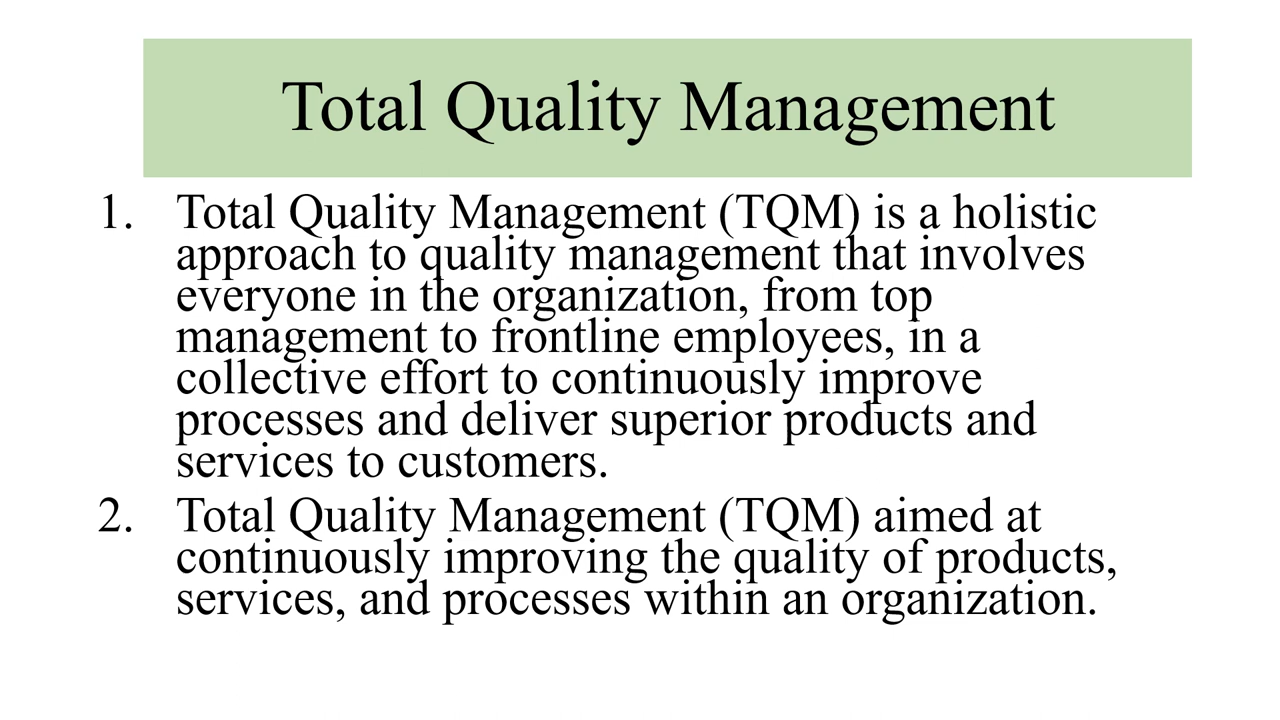 Total Quality Management
1. Total Quality Management (TQM) is a holistic
approach to quality management that involves
everyone in the organization, from top
management to frontline employees, in a
collective effort to continuously improve
processes and deliver superior products and
services to customers.
2. Total Quality Management (TQM) aimed at
continuously improving the quality of products,
services, and processes within an organization.